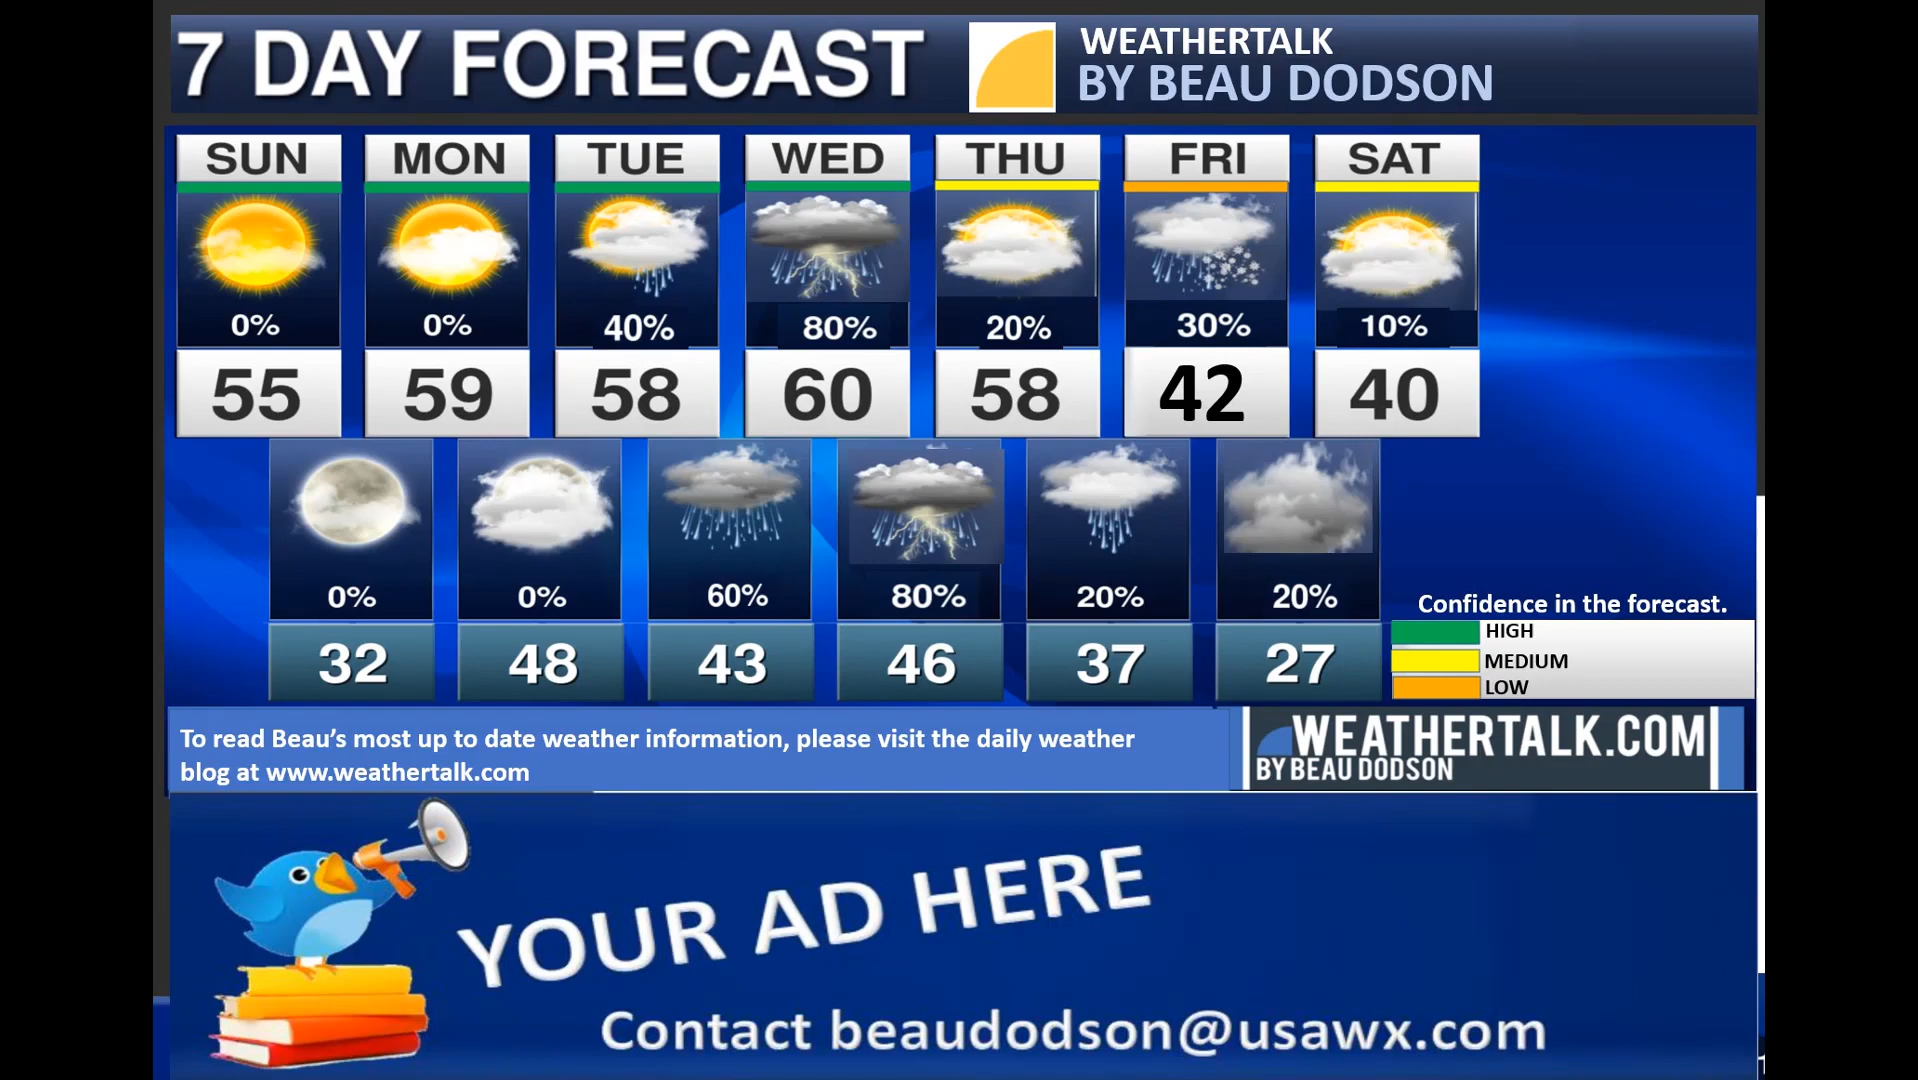 7 DAY FORECAST
WEATHERTALK
BY BEAU DODSON
SUN MON TUE WED THU FRI SAT
0% 0% 40% 80% 20% 30% 10%
55 59 58 60 58 42 40
0% 0% 60% 80% 20% 20%
32 48 43 46 37 27
Confidence in the forecast.
HIGH
MEDIUM
LOW
To read Beau's most up to date weather information, please visit the daily weather
blog at www.weathertalk.com
WEATHERTALK.COM
BY BEAU DODSON
YOUR AD HERE
Contact beaudodson@usawx.com